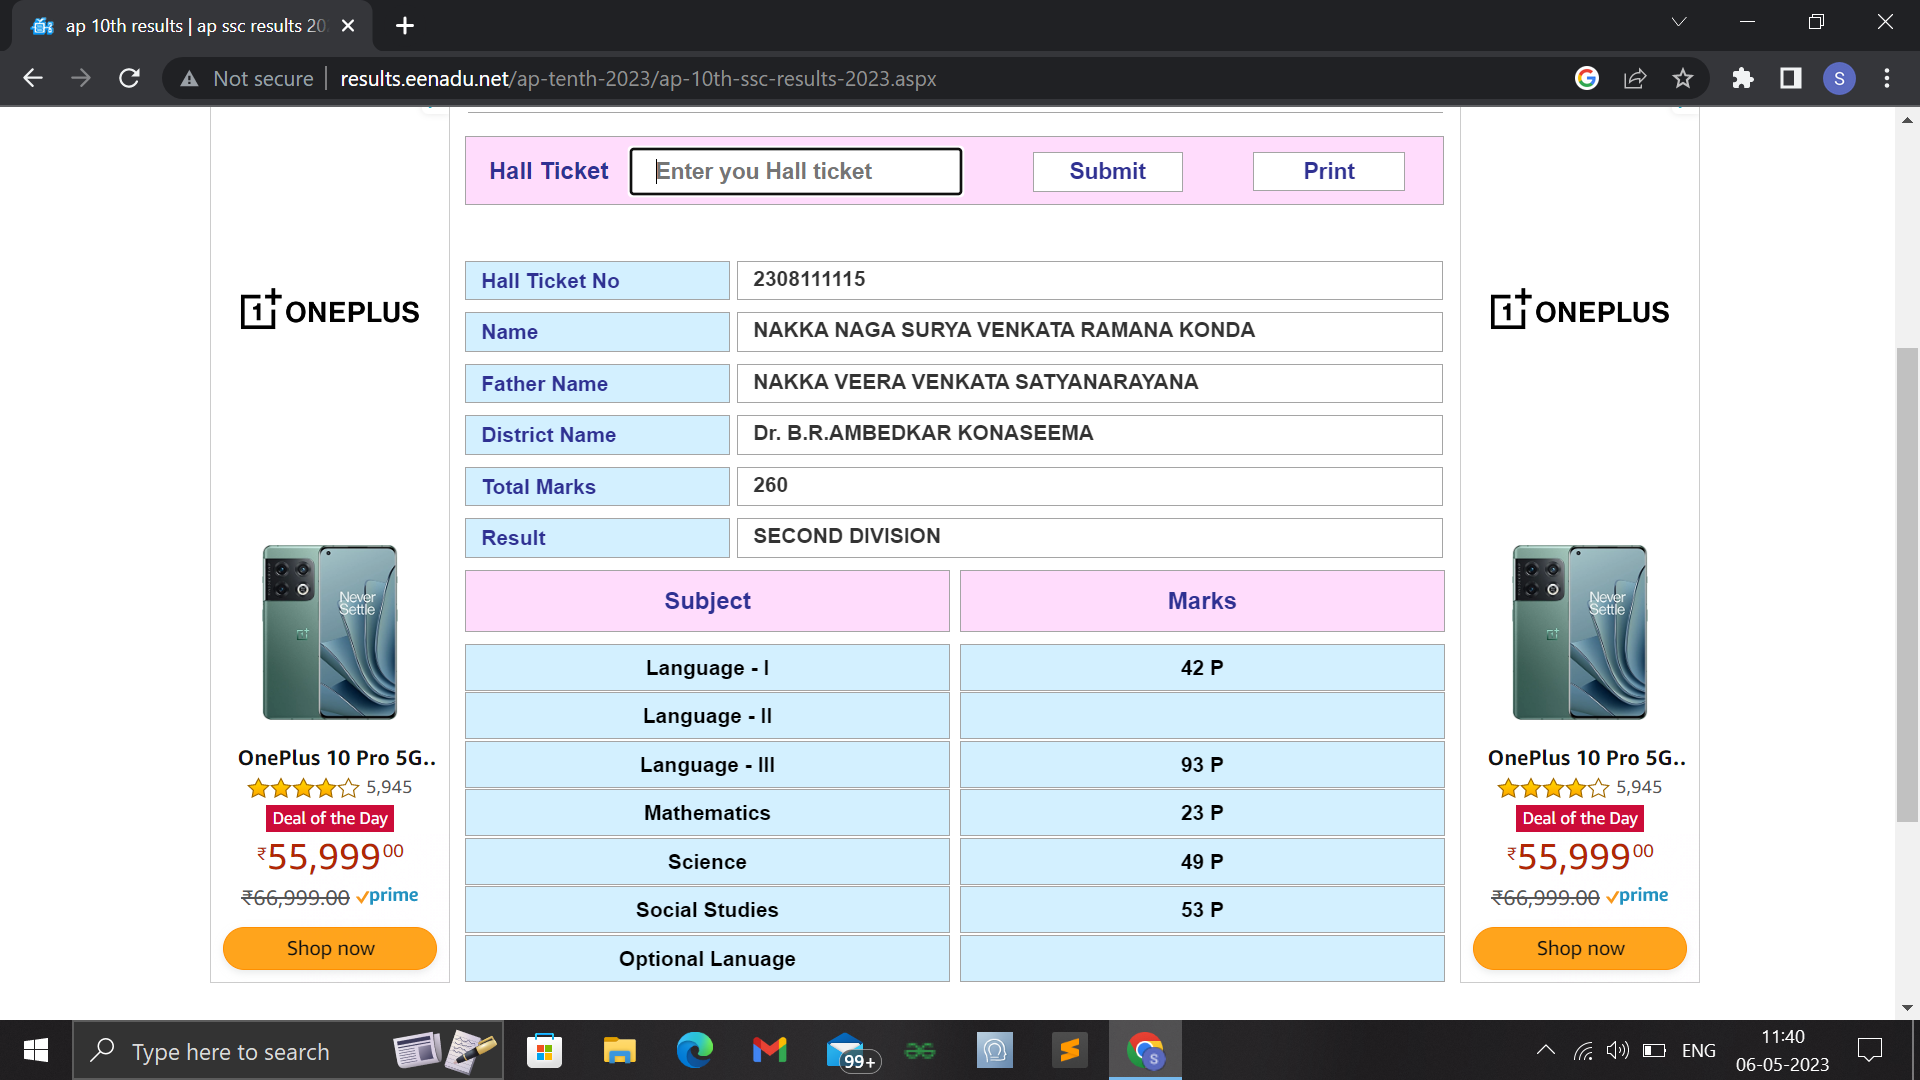 ap 10th results | ap ssc results 20
Not secure | results.eenadu.net/ap-tenth-2023/ap-10th-ssc-results-2023.aspx
S
Hall Ticket Enter you Hall ticket Submit Print
Hall Ticket No 2308111115
Name NAKKA NAGA SURYA VENKATA RAMANA KONDA
Father Name NAKKA VEERA VENKATA SATYANARAYANA
District Name Dr. B.R.AMBEDKAR KONASEEMA
Total Marks 260
Result SECOND DIVISION
Subject Marks
Language - I 42 P
Language - II
Language - III 93 P
Mathematics 23 P
Science 49 P
Social Studies 53 P
Optional Lanuage
1+ ONEPLUS
Never
Settle
OnePlus 10 Pro 5G..
5,945
Deal of the Day
₹55,999 00
₹66,999.00 prime
Shop now
1+ ONEPLUS
Never
Settle
OnePlus 10 Pro 5G..
5,945
Deal of the Day
₹55,999 00
₹66,999.00 prime
Shop now
Type here to search
99+
S
ENG
11:40
06-05-2023